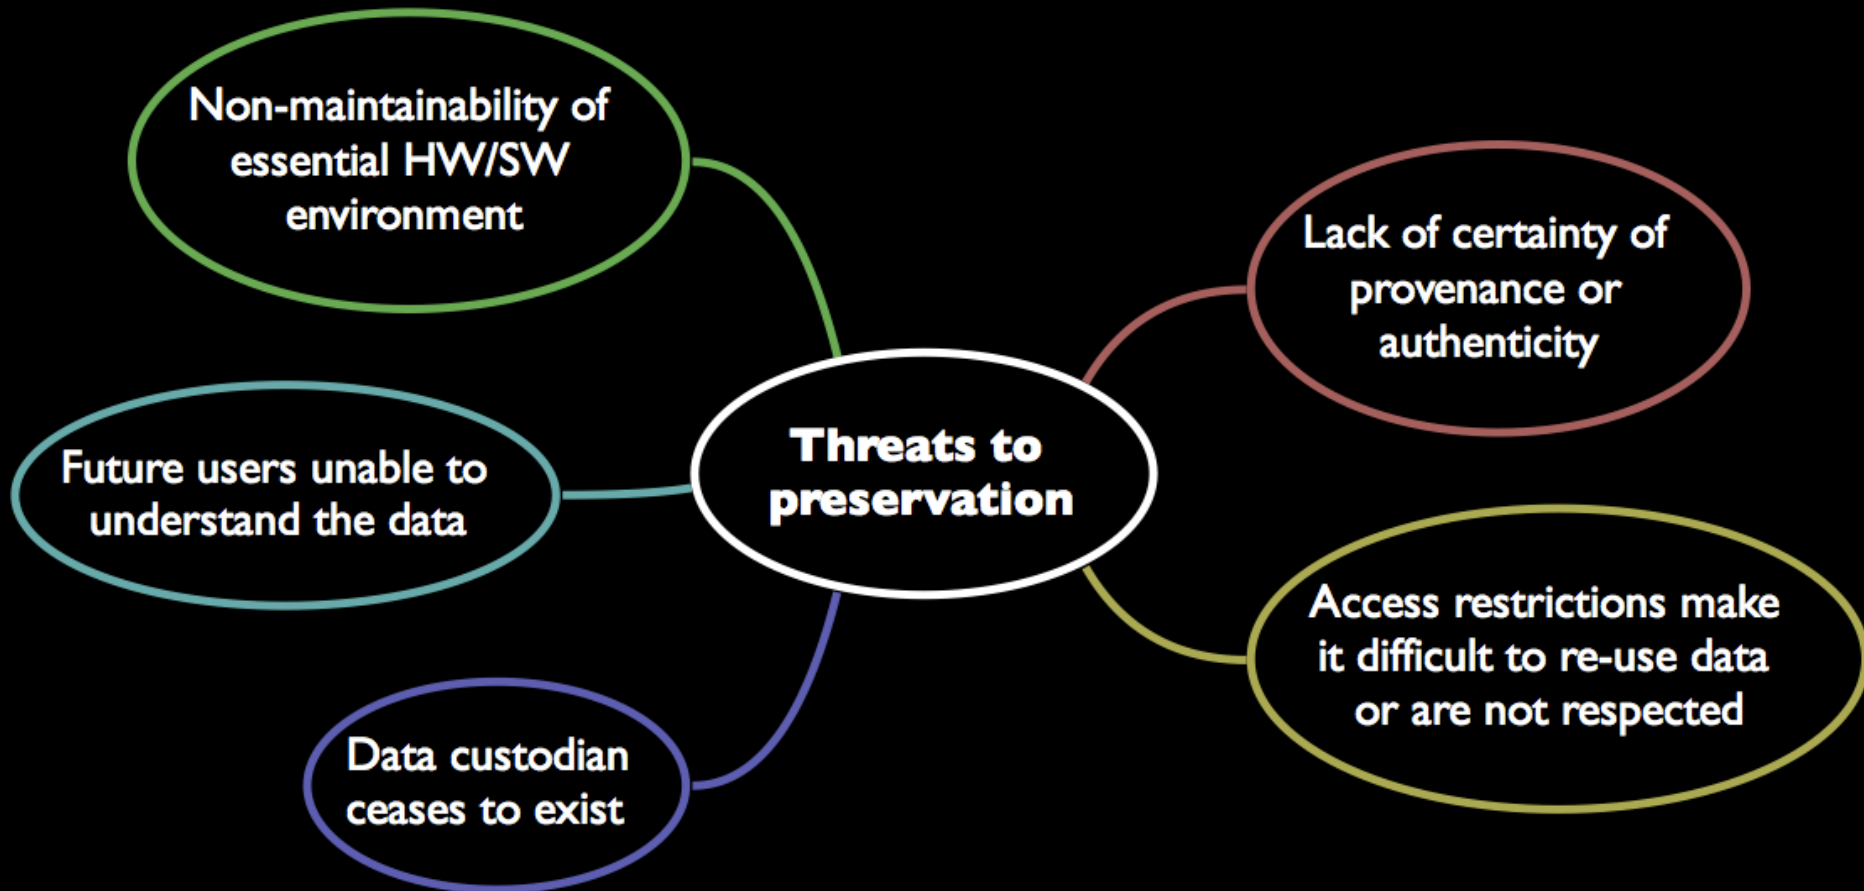 Non-maintainability of
essential HW/SW
environment
Lack of certainty of
provenance or
authenticity
Threats to
preservation
Future users unable to
understand the data
Access restrictions make
it difficult to re-use data
or are not respected
Data custodian
ceases to exist